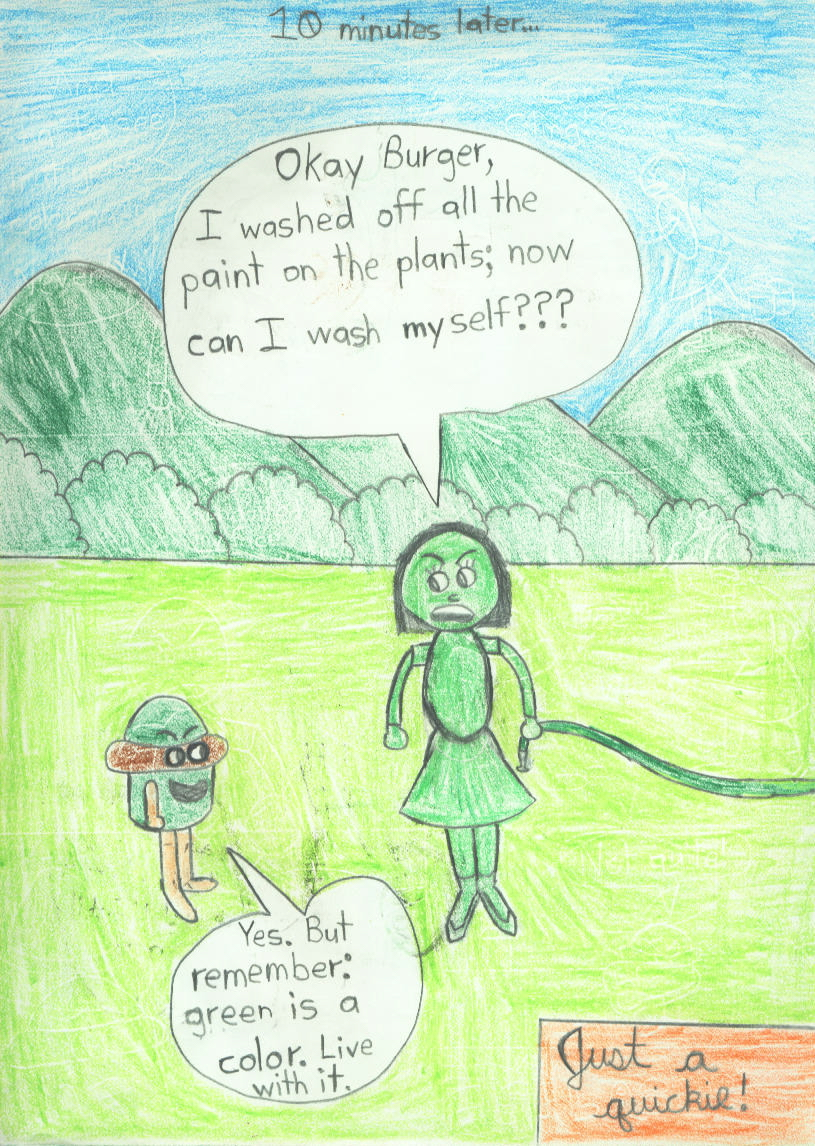 10 minutes later...
Okay Burger,
I washed off all the
paint on the plants; now
can I wash myself???
Yes. But
remember:
green is a
color. Live
with it.
Just a
quickie!